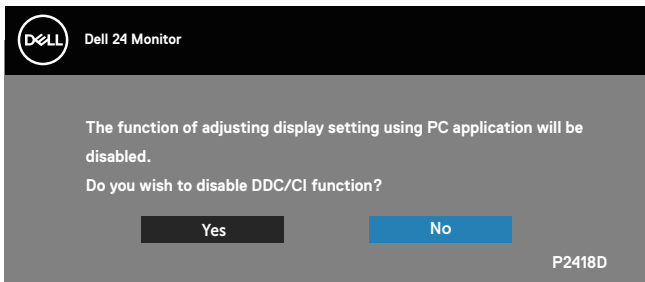 DELL
Dell 24 Monitor
The function of adjusting display setting using PC application will be
disabled.
Do you wish to disable DDC/CI function?
Yes
No
P2418D